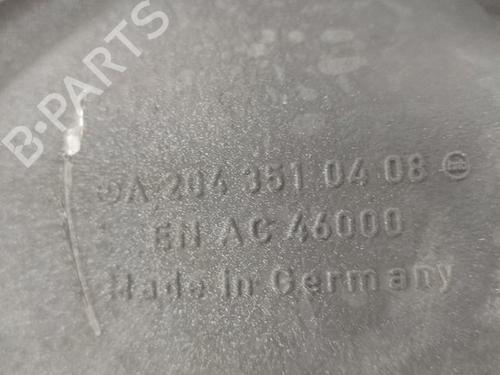 B-PARTS
A 204 351 04 08
EN AC 46000
Made in Germany